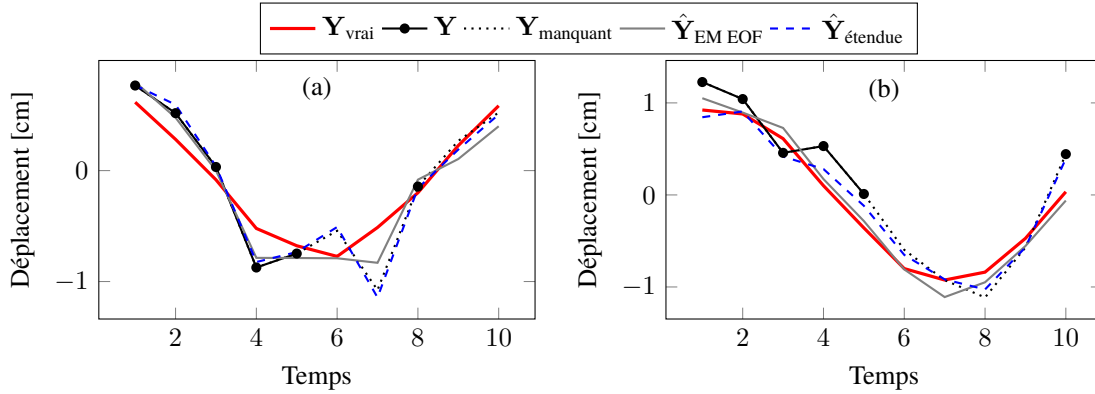 Y_vrai Y Y_manquant Ŷ_EM EOF Ŷ_étendue
(a)
Déplacement [cm]
0
−1
2 4 6 8 10
Temps
(b)
Déplacement [cm]
1
0
−1
2 4 6 8 10
Temps